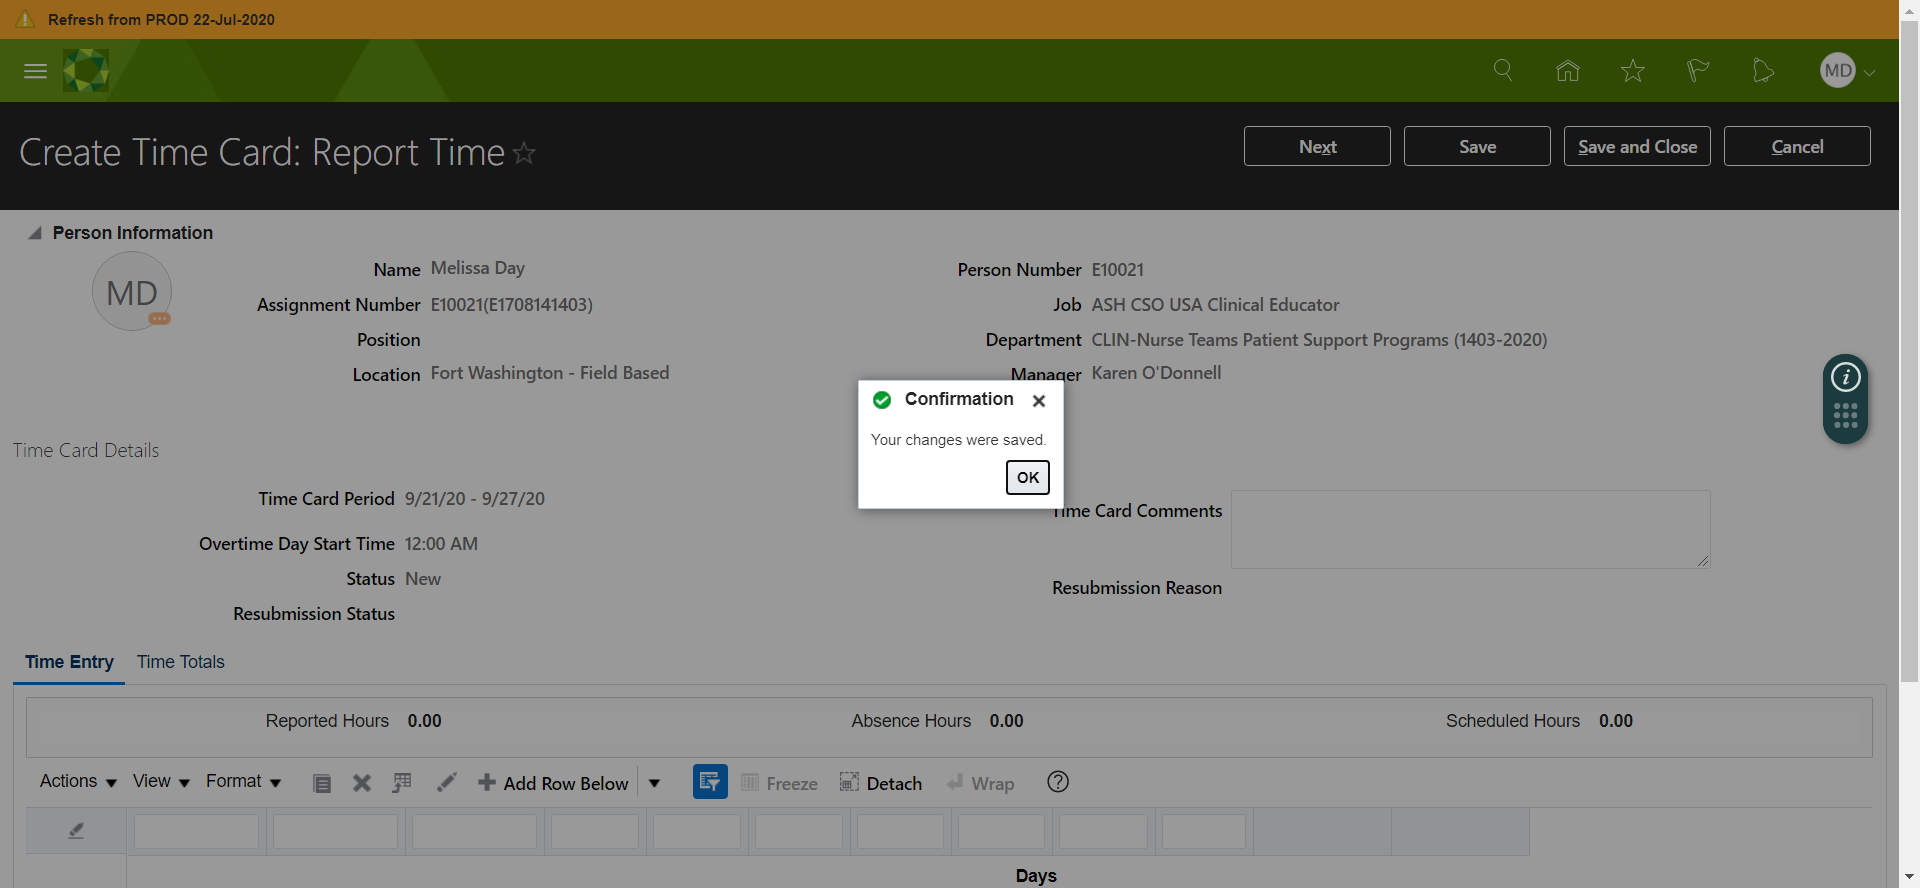 Refresh from PROD 22-Jul-2020
MD
Create Time Card: Report Time
Next
Save
Save and Close
Cancel
Person Information
MD
Name Melissa Day
Person Number E10021
Assignment Number E10021(E1708141403)
Job ASH CSO USA Clinical Educator
Position
Department CLIN-Nurse Teams Patient Support Programs (1403-2020)
Location Fort Washington - Field Based
Manager Karen O'Donnell
Confirmation
Your changes were saved.
OK
Time Card Details
Time Card Period 9/21/20 - 9/27/20
Time Card Comments
Overtime Day Start Time 12:00 AM
Status New
Resubmission Reason
Resubmission Status
Time Entry Time Totals
Reported Hours 0.00 Absence Hours 0.00 Scheduled Hours 0.00
Actions View Format Add Row Below Freeze Detach Wrap
Days